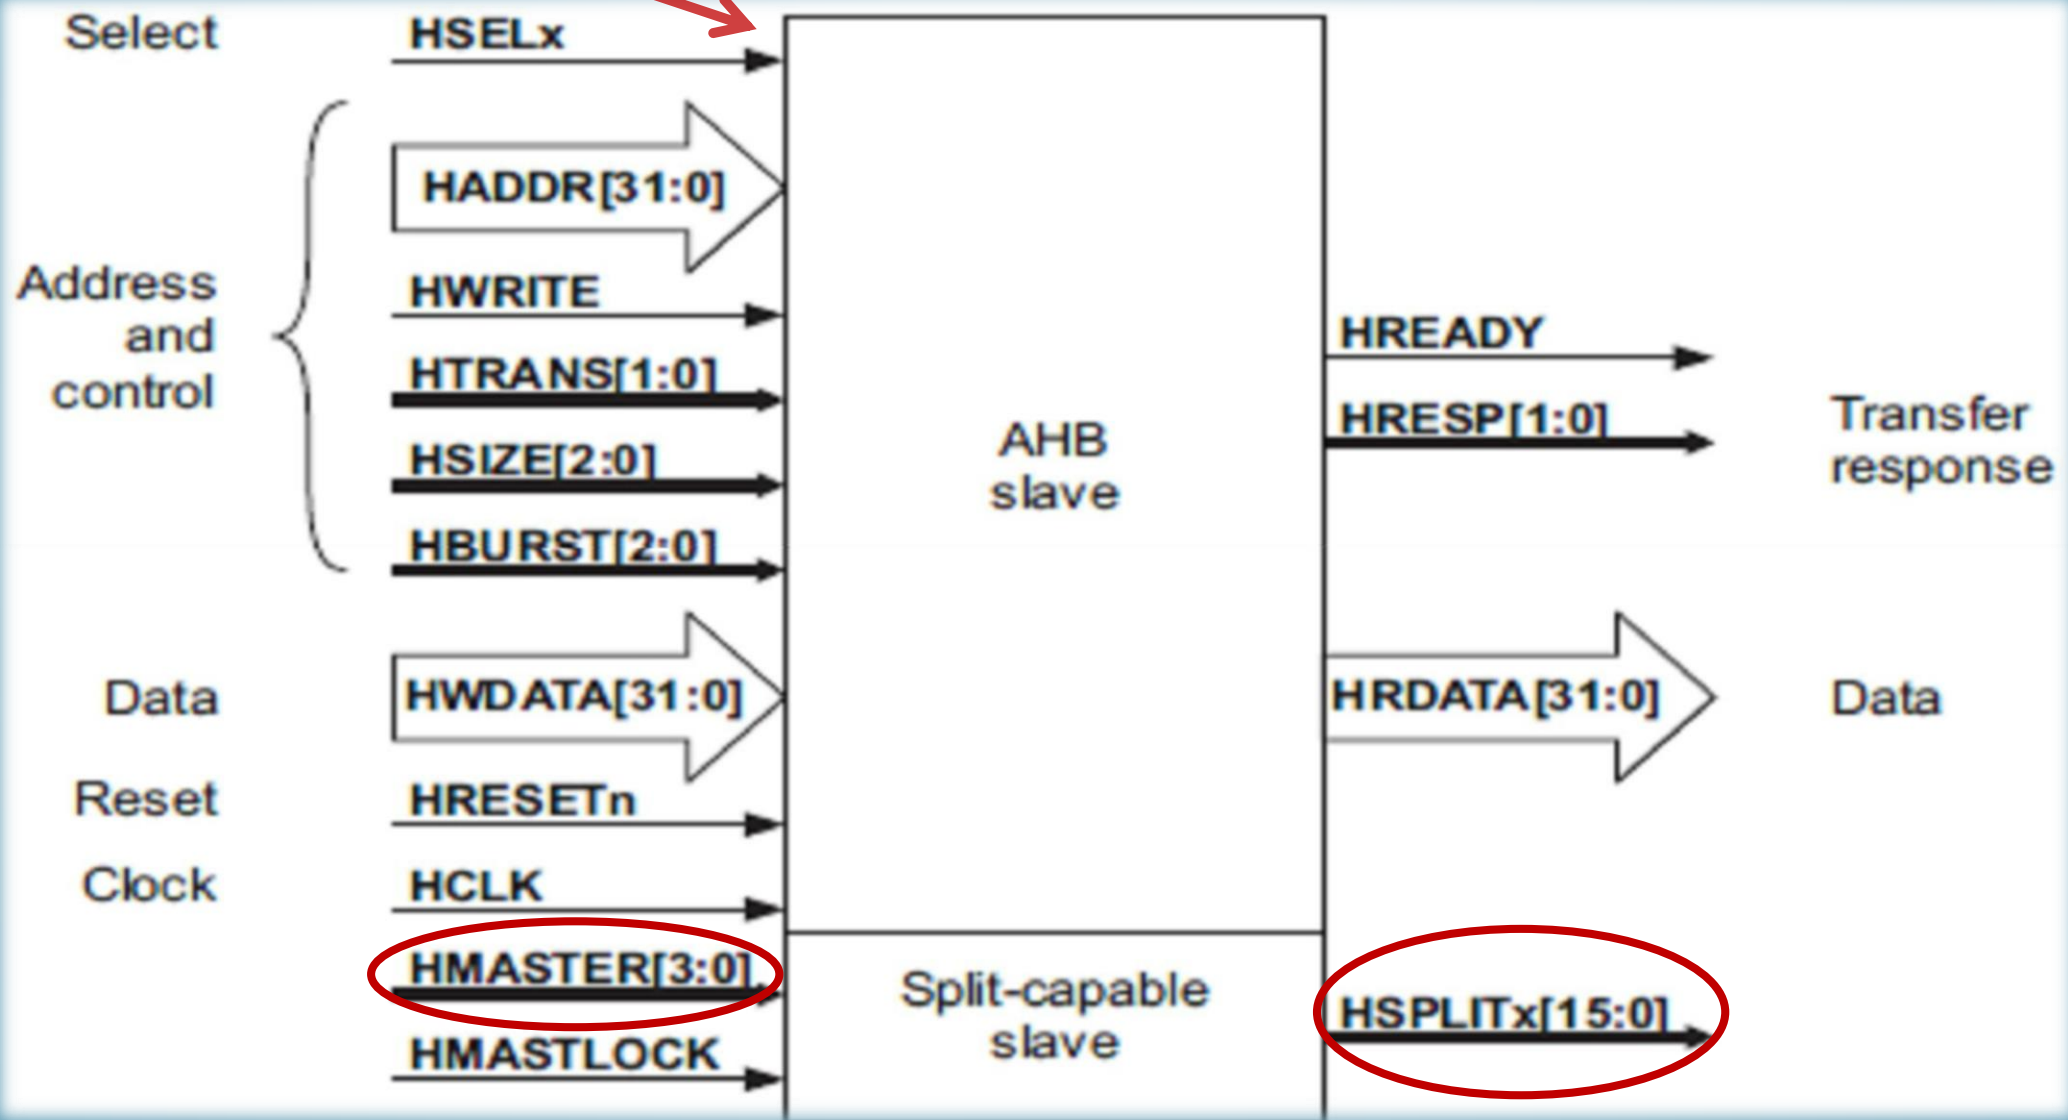 Select
HSELx
HADDR[31:0]
Address
and
control
HWRITE
HTRANS[1:0]
HSIZE[2:0]
HBURST[2:0]
Data
HWDATA[31:0]
Reset
HRESETn
Clock
HCLK
HMASTER[3:0]
HMASTLOCK
AHB
slave
Split-capable
slave
HREADY
HRESP[1:0]
Transfer
response
HRDATA[31:0]
Data
HSPLITx[15:0]